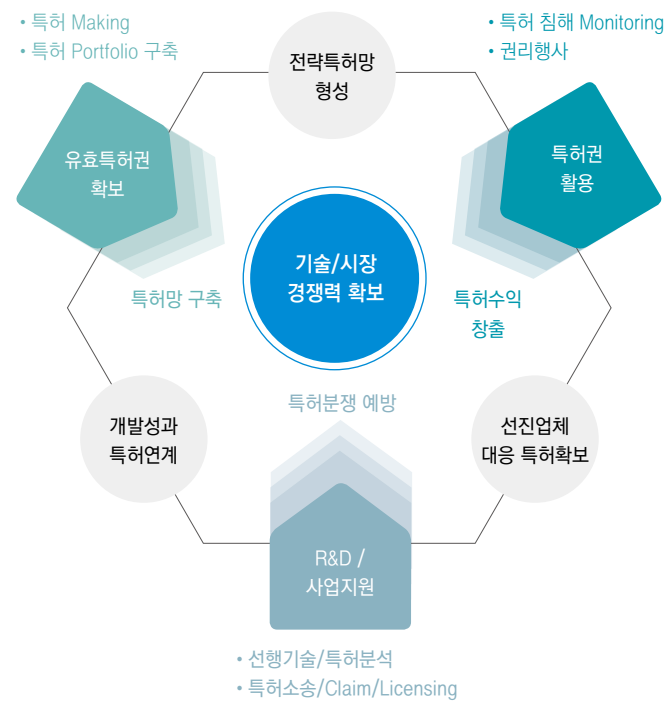 • 특허 Making
• 특허 Portfolio 구축
• 특허 침해 Monitoring
• 권리행사
전략특허망
형성
유효특허권
확보
특허권
활용
기술/시장
경쟁력 확보
특허망 구축
특허수익
창출
특허분쟁 예방
개발성과
특허연계
선진업체
대응 특허확보
R&D /
사업지원
• 선행기술/특허분석
• 특허소송/Claim/Licensing